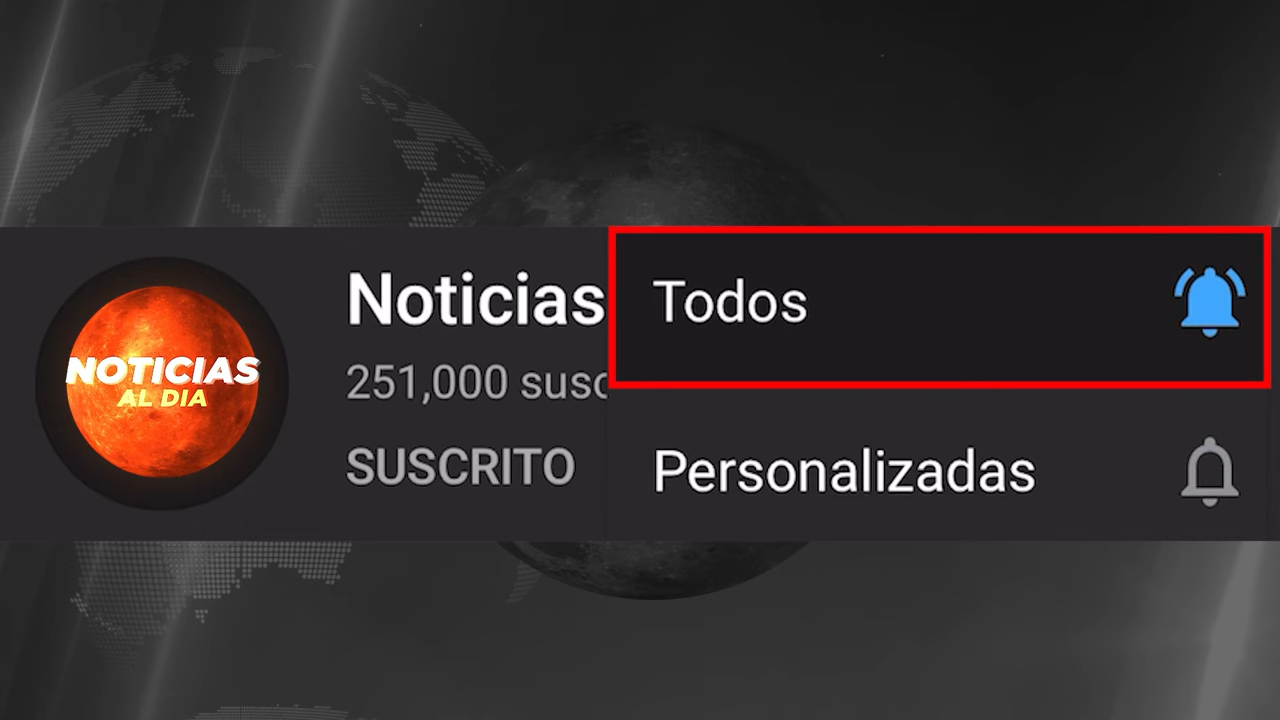 NOTICIAS
AL DIA
Noticias
251,000 susc
SUSCRITO
Todos
Personalizadas